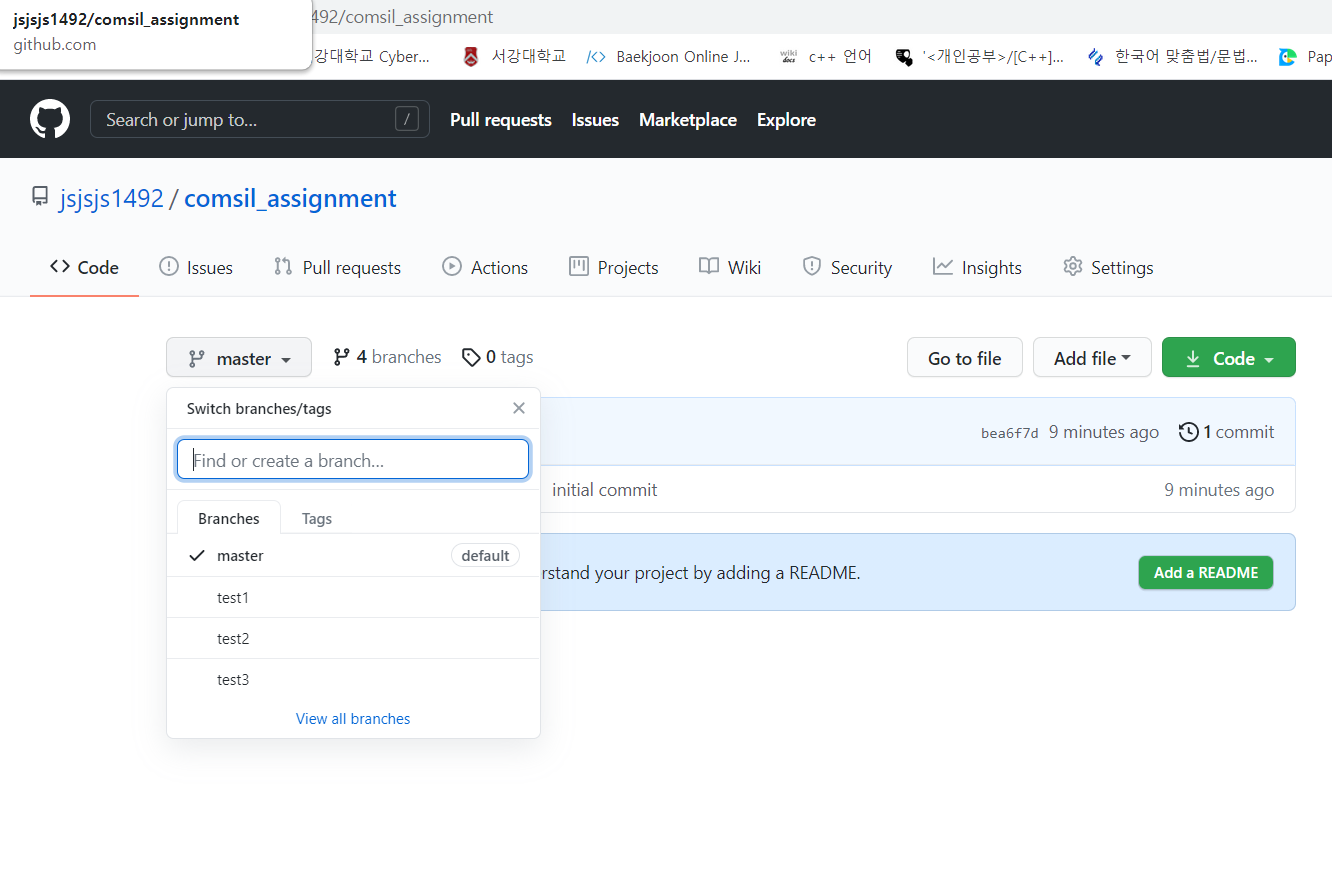 jsjsjs1492/comsil_assignment
github.com
492/comsil_assignment
강대학교 Cyber...
서강대학교
Baekjoon Online J...
wiki docs
c++ 언어
'<개인공부>/[C++]...
한국어 맞춤법/문법...
Pap
Search or jump to...
/
Pull requests
Issues
Marketplace
Explore
jsjsjs1492 / comsil_assignment
Code
Issues
Pull requests
Actions
Projects
Wiki
Security
Insights
Settings
master
4 branches
0 tags
Go to file
Add file
Code
Switch branches/tags
Find or create a branch...
Branches
Tags
master
default
test1
test2
test3
View all branches
bea6f7d 9 minutes ago
1 commit
initial commit
9 minutes ago
rstand your project by adding a README.
Add a README